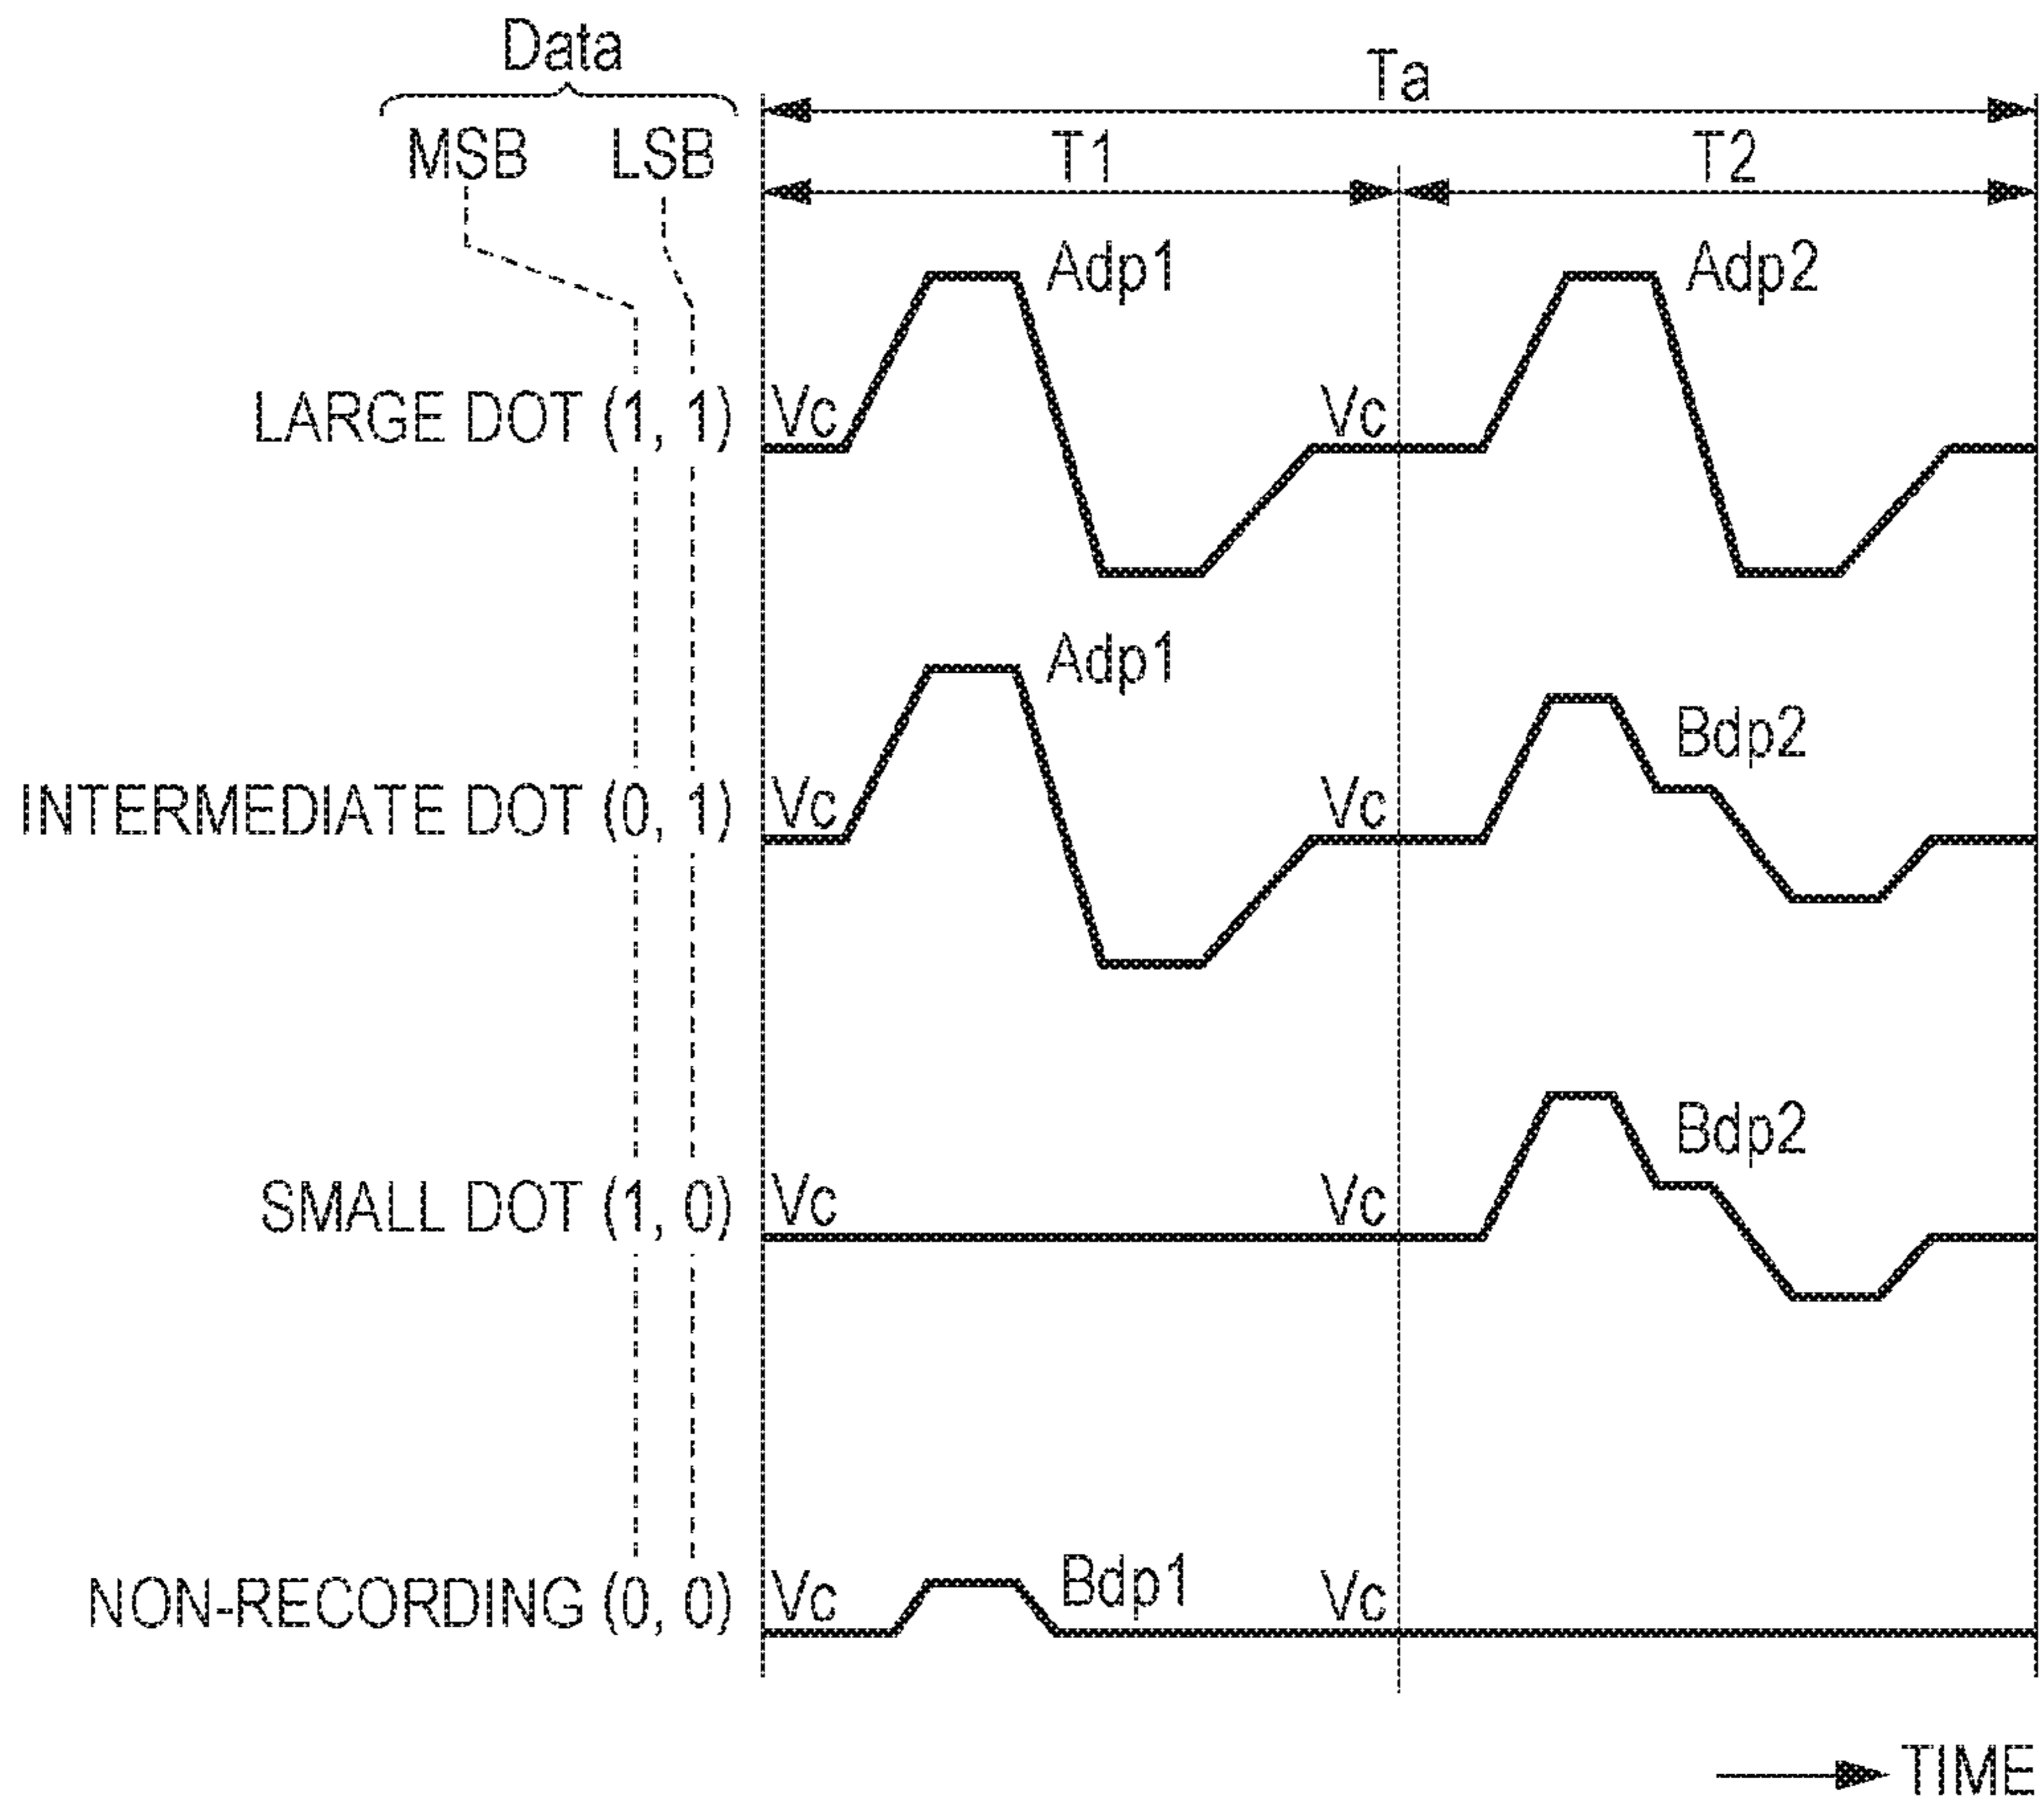 Data
MSB LSB
Ta
T1 T2
Adp1 Adp2
LARGE DOT (1, 1) Vc Vc
Adp1
Bdp2
INTERMEDIATE DOT (0, 1) Vc Vc
Bdp2
SMALL DOT (1, 0) Vc Vc
Bdp1
NON-RECORDING (0, 0) Vc Vc
TIME